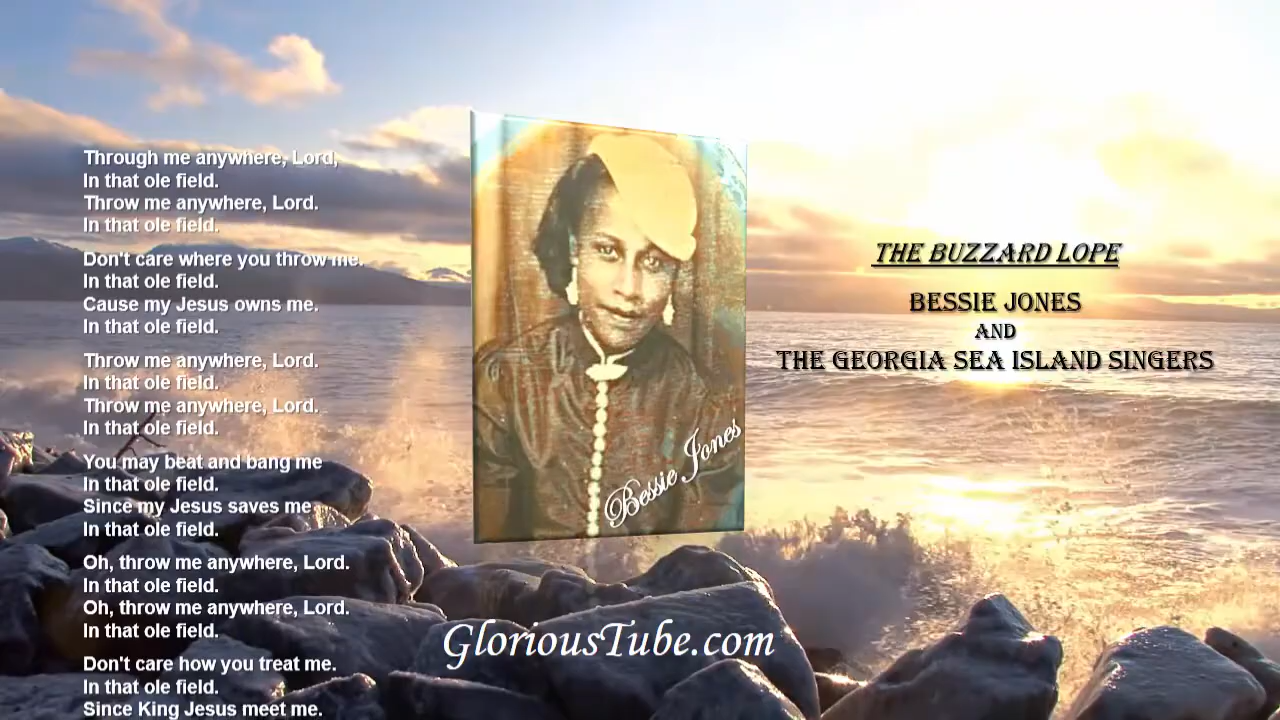 Through me anywhere, Lord,
In that ole field.
Throw me anywhere, Lord.
In that ole field.
Don't care where you throw me.
In that ole field.
Cause my Jesus owns me.
In that ole field.
Throw me anywhere, Lord.
In that ole field.
Throw me anywhere, Lord.
In that ole field.
You may beat and bang me
In that ole field.
Since my Jesus saves me
In that ole field.
Oh, throw me anywhere, Lord.
In that ole field.
Oh, throw me anywhere, Lord.
In that ole field.
Don't care how you treat me.
In that ole field.
Since King Jesus meet me.
Bessie Jones
THE BUZZARD LOPE
BESSIE JONES
AND
THE GEORGIA SEA ISLAND SINGERS
GloriousTube.com